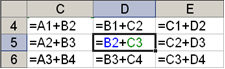 C D E
4 =A1+B2 =B1+C2 =C1+D2
5 =A2+B3 =B2+C3 =C2+D3
6 =A3+B4 =B3+C4 =C3+D4